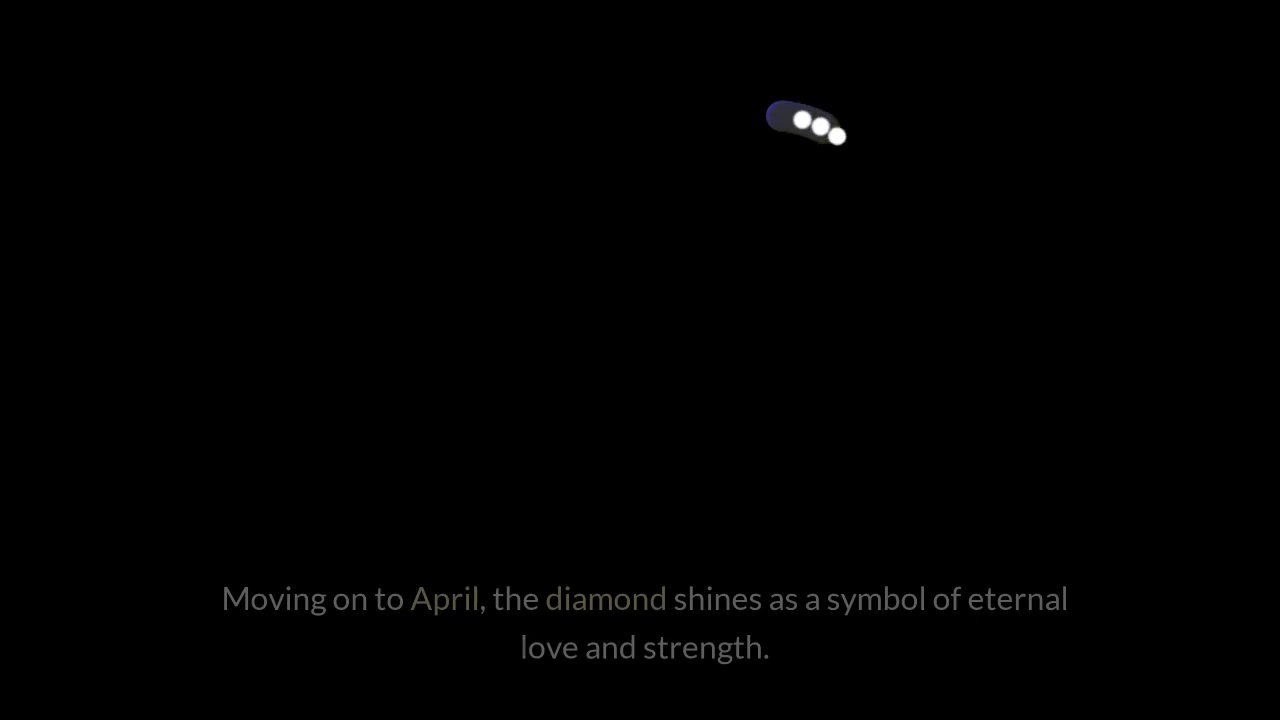 Moving on to April, the diamond shines as a symbol of eternal
love and strength.